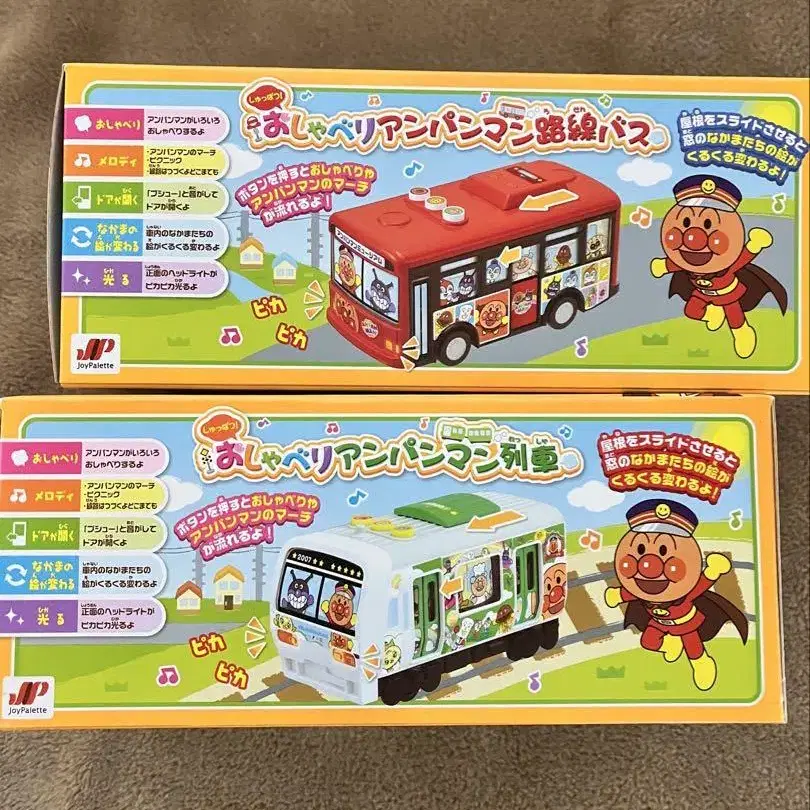 しゅっぱつ!
おしゃべりアンパンマン路線バス
おしゃべり
アンパンマンがいろいろ
おしゃべりするよ
メロディ
・アンパンマンのマーチ
・ピクニック
・線路はつづくよどこまでも
ドアが開く
「プシュー」と音がして
ドアが開くよ
なかまの
絵が変わる
車内のなかまたちの
絵がくるくる変わるよ
光る
正面のヘッドライトが
ピカピカ光るよ
ボタンを押すとおしゃべりや
アンパンマンのマーチ
が流れるよ!
屋根をスライドさせると
窓のなかまたちの絵が
くるくる変わるよ!
アンパンマンミュージアム
ピカ
ピカ
JoyPalette
しゅっぱつ!
おしゃべりアンパンマン列車
おしゃべり
アンパンマンがいろいろ
おしゃべりするよ
メロディ
・アンパンマンのマーチ
・ピクニック
・線路はつづくよどこまでも
ドアが開く
「プシュー」と音がして
ドアが開くよ
なかまの
絵が変わる
車内のなかまたちの
絵がくるくる変わるよ
光る
正面のヘッドライトが
ピカピカ光るよ
ボタンを押すとおしゃべりや
アンパンマンのマーチ
が流れるよ!
屋根をスライドさせると
窓のなかまたちの絵が
くるくる変わるよ!
★2007★ ★★★★★
ピカ
ピカ
JoyPalette